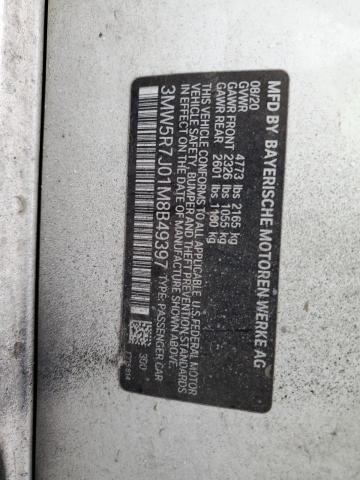 MFD BY BAYERISCHE MOTOREN WERKE AG
08/20
GVWR 4773 lbs 2165 kg
GAWR FRONT 2326 lbs 1055 kg
GAWR REAR 2601 lbs 1180 kg
THIS VEHICLE CONFORMS TO ALL APPLICABLE U.S. FEDERAL MOTOR
VEHICLE SAFETY, BUMPER AND THEFT PREVENTION STANDARDS
IN EFFECT ON THE DATE OF MANUFACTURE SHOWN ABOVE.
3MW5R7J01M8B49397 TYPE: PASSENGER CAR
300